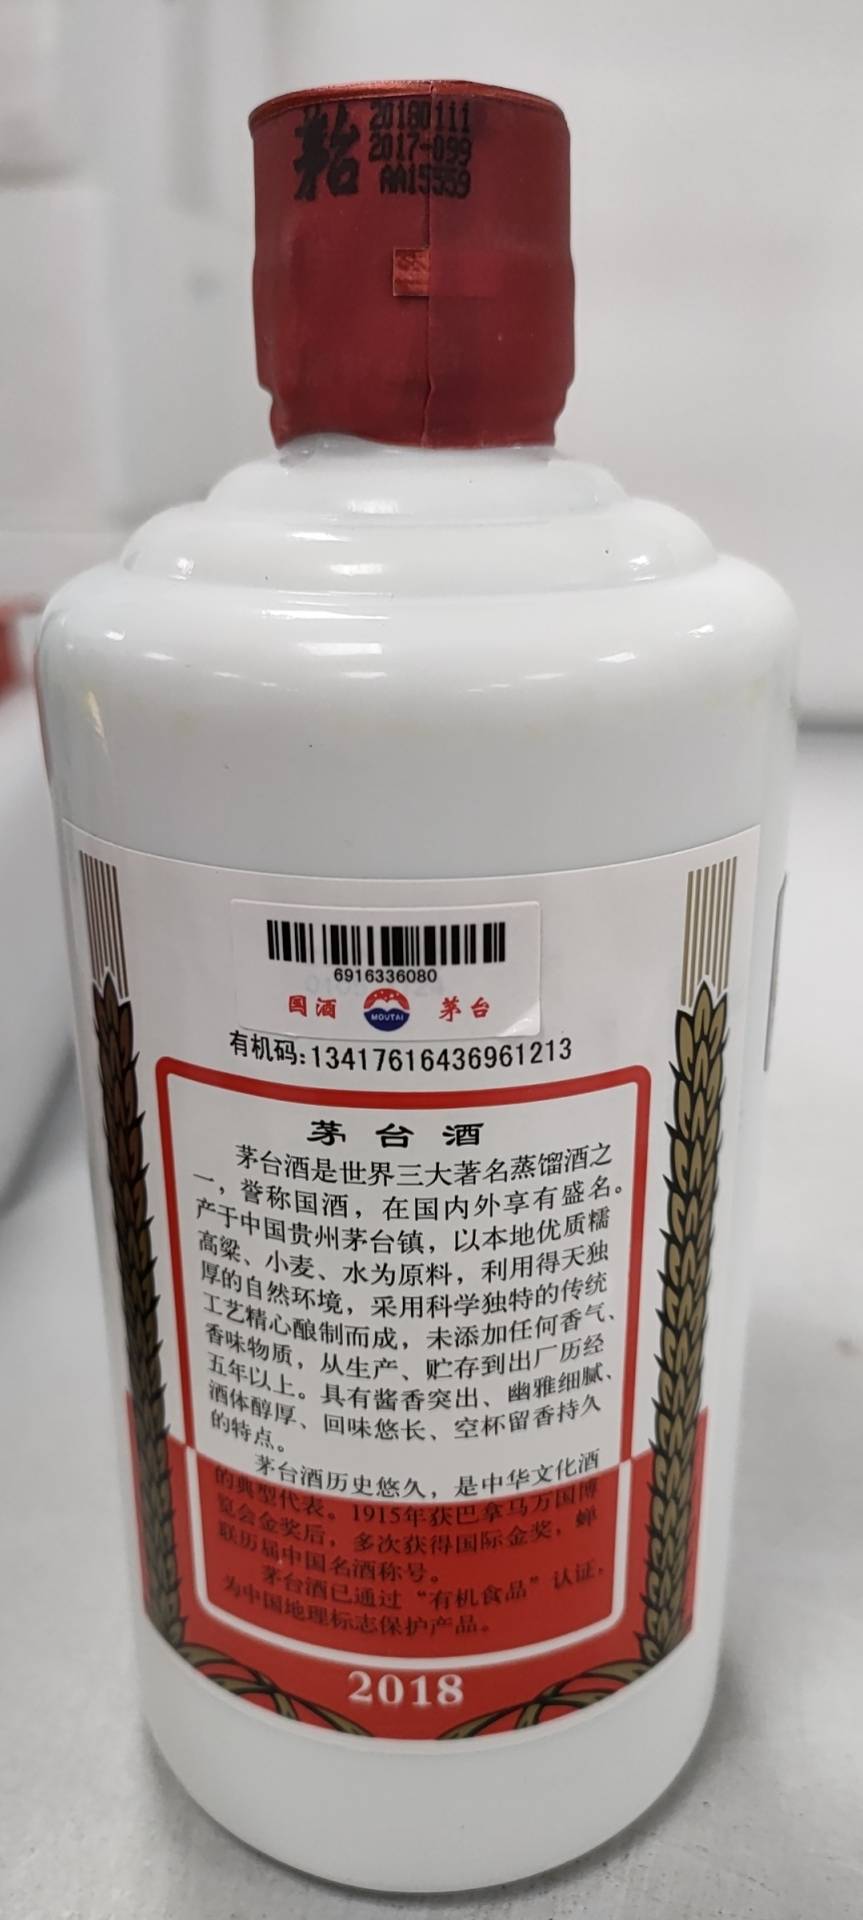 茅台
20180111
2017-099
AA15559
6916336080
国酒 MOUTAI 茅台
有机码:13417616436961213
茅台酒
茅台酒是世界三大著名蒸馏酒之
一，誉称国酒，在国内外享有盛名。
产于中国贵州茅台镇，以本地优质糯
高粱、小麦、水为原料，利用得天独
厚的自然环境，采用科学独特的传统
工艺精心酿制而成，未添加任何香气、
香味物质，从生产、贮存到出厂历经
五年以上。具有酱香突出、幽雅细腻、
酒体醇厚、回味悠长、空杯留香持久
的特点。
茅台酒历史悠久，是中华文化酒
的典型代表。1915年获巴拿马万国博
览会金奖后，多次获得国际金奖，蝉
联历届中国名酒称号。
茅台酒已通过“有机食品”认证，
为中国地理标志保护产品。
2018